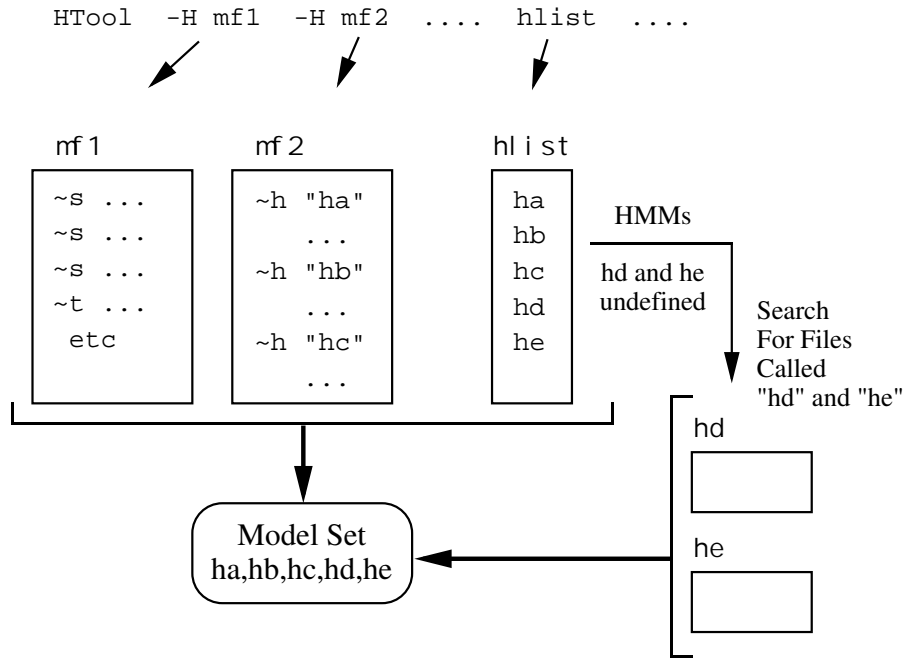 HTool -H mf1 -H mf2 .... hlist ....
mf1
~s ...
~s ...
~s ...
~t ...
etc
mf2
~h "ha"
...
~h "hb"
...
~h "hc"
...
hlist
ha
hb
hc
hd
he
HMMs
hd and he
undefined
Search
For Files
Called
"hd" and "he"
hd
he
Model Set
ha,hb,hc,hd,he